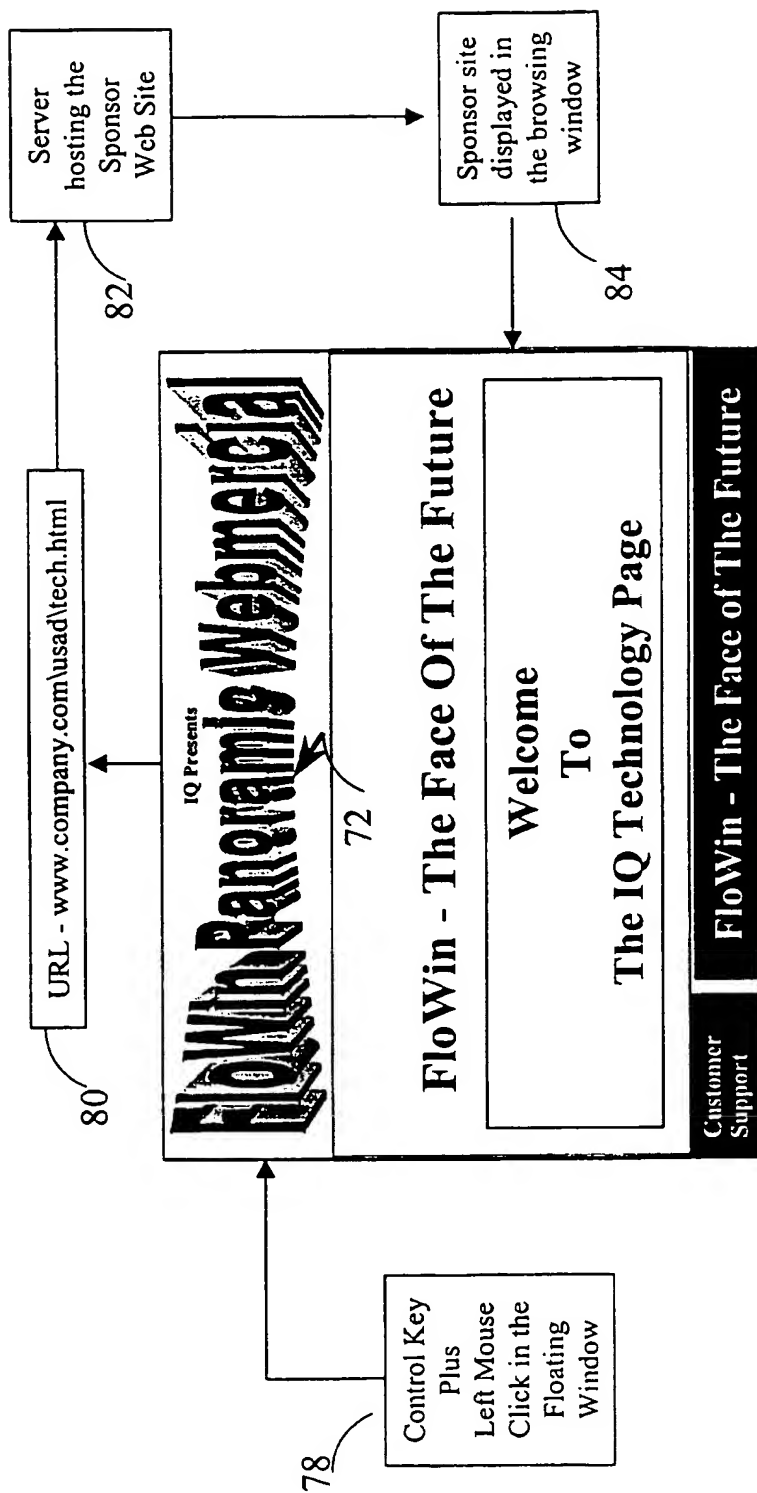 Control Key
Plus
Left Mouse
Click in the
Floating
Window
78
URL - www.company.com\usad\tech.html
80
Server
hosting the
Sponsor
Web Site
82
Sponsor site
displayed in
the browsing
window
84
IQ Presents
FloWin Panoramic Webmercial
72
FloWin - The Face Of The Future
Welcome
To
The IQ Technology Page
Customer
Support
FloWin - The Face of The Future